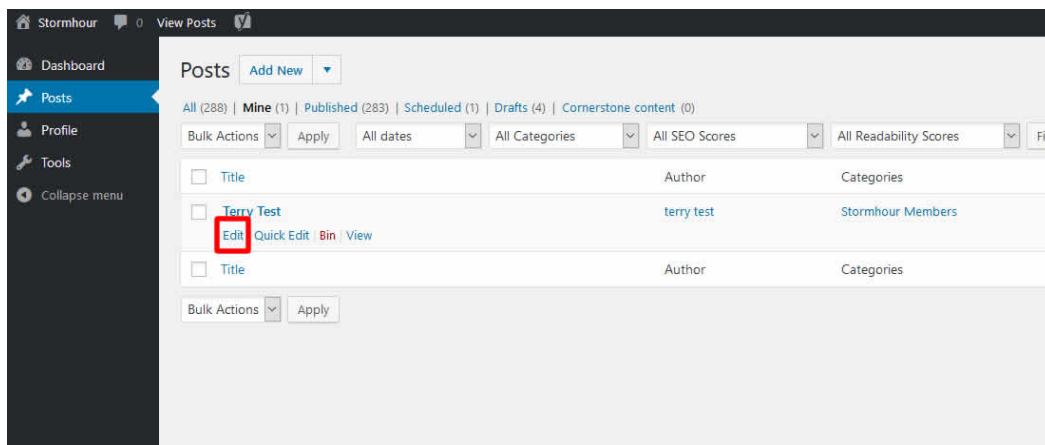 Stormhour 0 View Posts
Dashboard
Posts
Profile
Tools
Collapse menu
Posts Add New
All (288) | Mine (1) | Published (283) | Scheduled (1) | Drafts (4) | Cornerstone content (0)
Bulk Actions Apply All dates All Categories All SEO Scores All Readability Scores Fi
Title Author Categories
Terry Test terry test Stormhour Members
Edit Quick Edit | Bin | View
Title Author Categories
Bulk Actions Apply